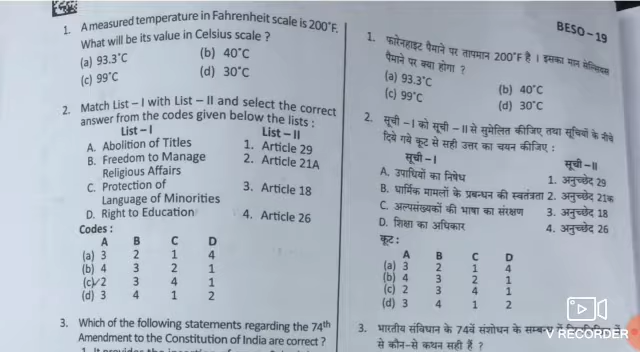 BESO – 19
1. A measured temperature in Fahrenheit scale is 200°F.
What will be its value in Celsius scale ?
(a) 93.3°C (b) 40°C
(c) 99°C (d) 30°C
2. Match List – I with List – II and select the correct
answer from the codes given below the lists :
List – I List – II
A. Abolition of Titles 1. Article 29
B. Freedom to Manage 2. Article 21A
Religious Affairs
C. Protection of 3. Article 18
Language of Minorities
D. Right to Education 4. Article 26
Codes :
A B C D
(a) 3 2 1 4
(b) 4 3 2 1
(c) 2 3 4 1
(d) 3 4 1 2
3. Which of the following statements regarding the 74th
Amendment to the Constitution of India are correct ?
1. It provides the
1. फारेनहाइट पैमाने पर तापमान 200°F है । इसका मान सेल्सियस
पैमाने पर क्या होगा ?
(a) 93.3°C (b) 40°C
(c) 99°C (d) 30°C
2. सूची – I को सूची – II से सुमेलित कीजिए तथा सूचियों के नीचे
दिये गये कूट से सही उत्तर का चयन कीजिए :
सूची – I सूची – II
A. उपाधियों का निषेध 1. अनुच्छेद 29
B. धार्मिक मामलों के प्रबन्धन की स्वतंत्रता 2. अनुच्छेद 21क
C. अल्पसंख्यकों की भाषा का संरक्षण 3. अनुच्छेद 18
D. शिक्षा का अधिकार 4. अनुच्छेद 26
कूट :
A B C D
(a) 3 2 1 4
(b) 4 3 2 1
(c) 2 3 4 1
(d) 3 4 1 2
3. भारतीय संविधान के 74वें संशोधन के सम्बन्ध में
से कौन-से कथन सही हैं ?
V RECORDER